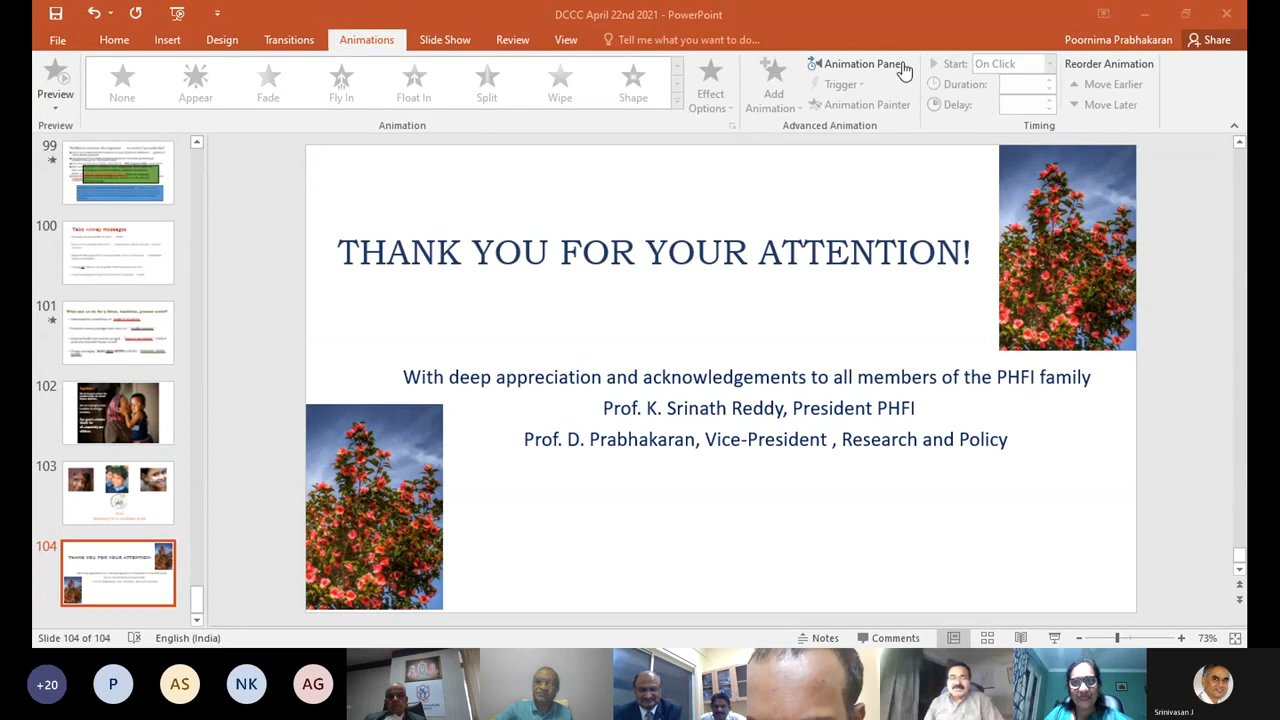 DCCC April 22nd 2021 - PowerPoint
File Home Insert Design Transitions Animations Slide Show Review View Tell me what you want to do... Poornima Prabhakaran Share
Preview
None Appear Fade Fly In Float In Split Wipe Shape
Effect Options
Add Animation
Animation Pane
Trigger
Animation Painter
Start: On Click
Duration:
Delay:
Reorder Animation
Move Earlier
Move Later
Preview Animation Advanced Animation Timing
99
100
Take away messages
101
102
103
104
THANK YOU FOR YOUR ATTENTION!
With deep appreciation and acknowledgements to all members of the PHFI family
Prof. K. Srinath Reddy, President PHFI
Prof. D. Prabhakaran, Vice-President , Research and Policy
Slide 104 of 104 English (India) Notes Comments 73%
+20 P AS NK AG
Srinivasan J